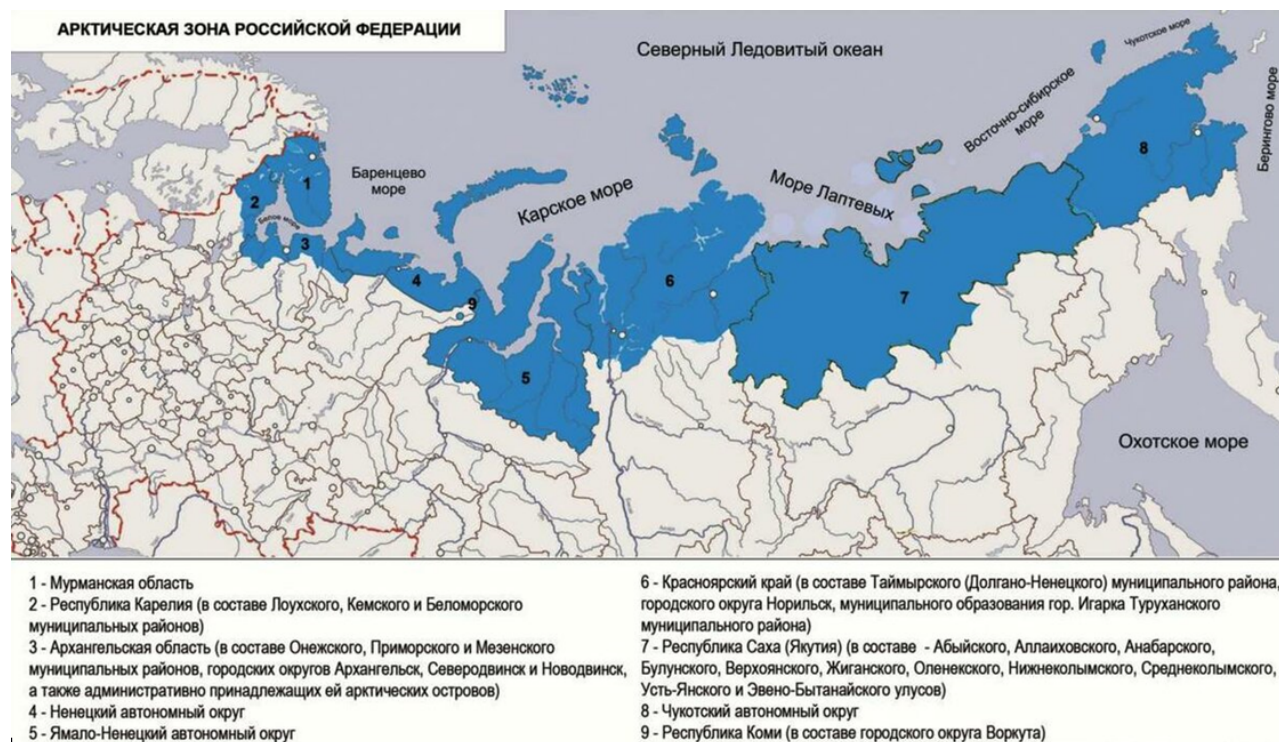 АРКТИЧЕСКАЯ ЗОНА РОССИЙСКОЙ ФЕДЕРАЦИИ
Северный Ледовитый океан
Чукотское море
Берингово море
Восточно-сибирское
море
Баренцево
море
Карское море
Море Лаптевых
Белое море
Охотское море
1
2
3
4
9
5
6
7
8
1 - Мурманская область
2 - Республика Карелия (в составе Лоухского, Кемского и Беломорского
муниципальных районов)
3 - Архангельская область (в составе Онежского, Приморского и Мезенского
муниципальных районов, городских округов Архангельск, Северодвинск и Новодвинск,
а также административно принадлежащих ей арктических островов)
4 - Ненецкий автономный округ
5 - Ямало-Ненецкий автономный округ
6 - Красноярский край (в составе Таймырского (Долгано-Ненецкого) муниципального района,
городского округа Норильск, муниципального образования гор. Игарка Туруханского
муниципального района)
7 - Республика Саха (Якутия) (в составе - Абыйского, Аллаиховского, Анабарского,
Булунского, Верхоянского, Жиганского, Оленекского, Нижнеколымского, Среднеколымского,
Усть-Янского и Эвено-Бытанайского улусов)
8 - Чукотский автономный округ
9 - Республика Коми (в составе городского округа Воркута)